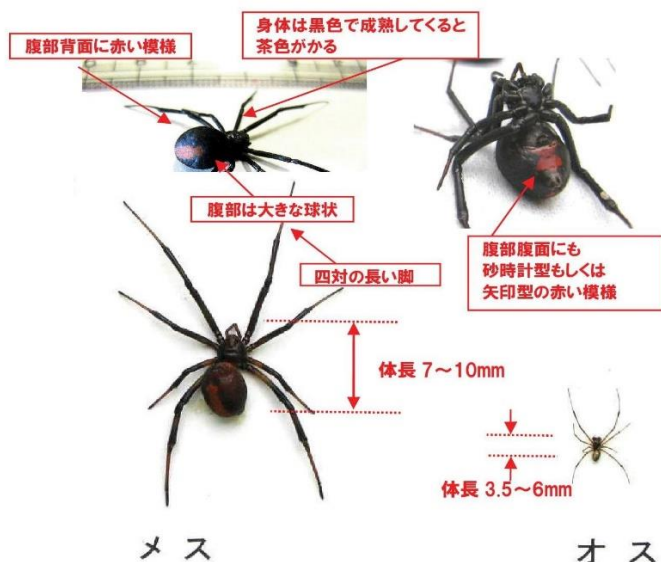 腹部背面に赤い模様
身体は黒色で成熟してくると
茶色がかる
腹部は大きな球状
四対の長い脚
腹部腹面にも
砂時計型もしくは
矢印型の赤い模様
体長 7～10mm
体長 3.5～6mm
メス
オス